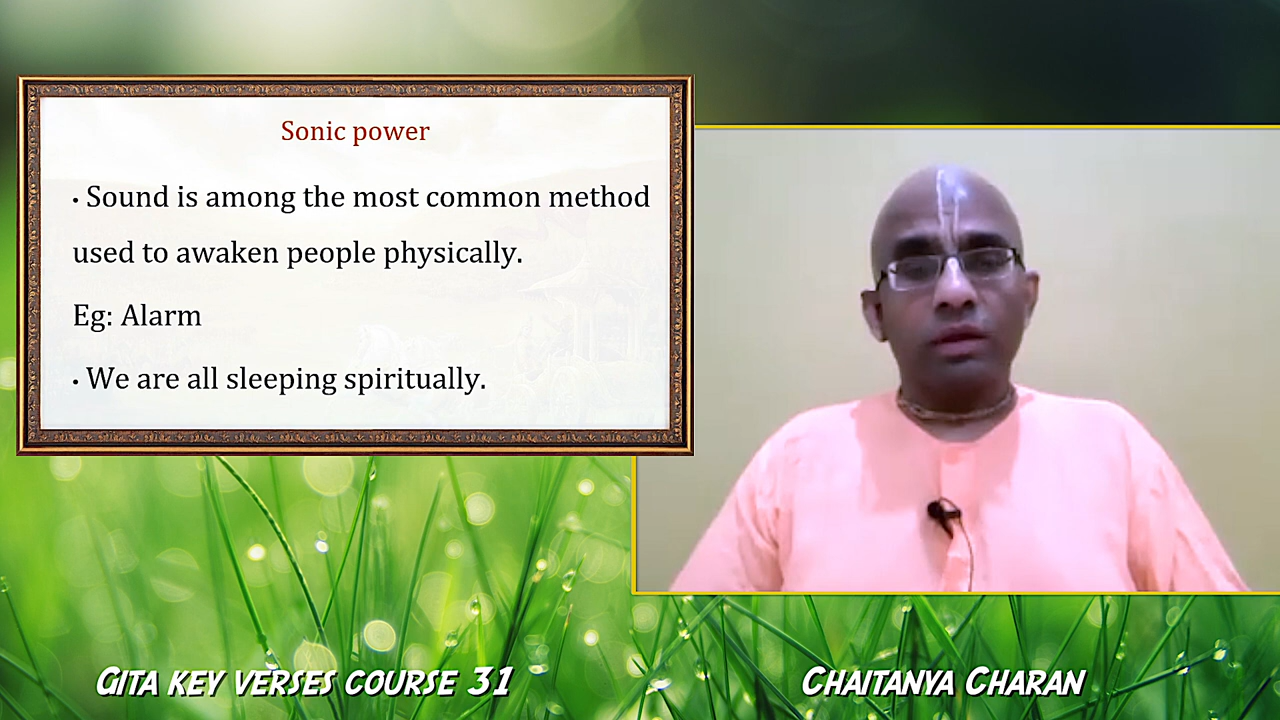 Sonic power
· Sound is among the most common method
used to awaken people physically.
Eg: Alarm
· We are all sleeping spiritually.
GITA KEY VERSES COURSE 31
CHAITANYA CHARAN